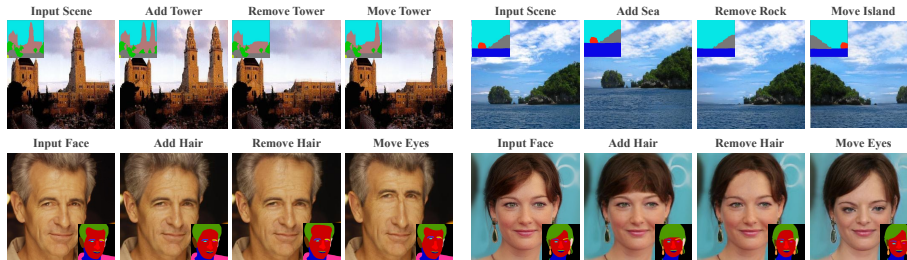 Input Scene Add Tower Remove Tower Move Tower Input Scene Add Sea Remove Rock Move Island
Input Face Add Hair Remove Hair Move Eyes Input Face Add Hair Remove Hair Move Eyes